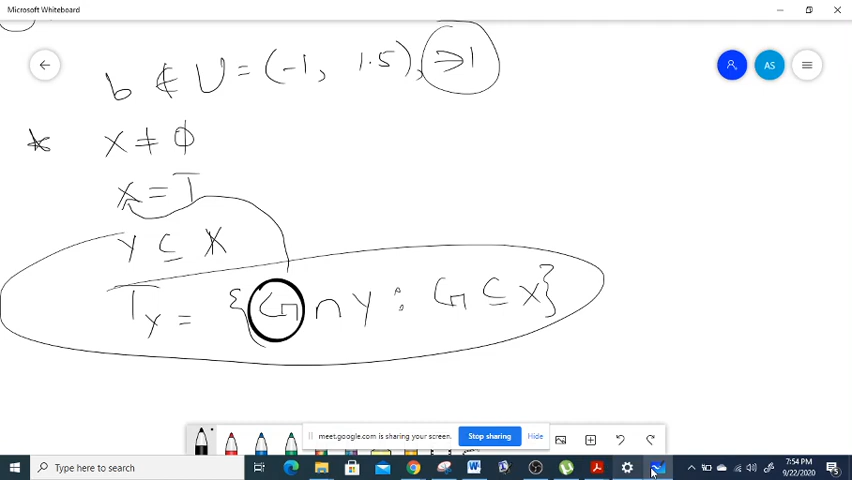 Microsoft Whiteboard
b ∉ U = (-1, 1.5), ⇒ 1
AS
* X ≠ ϕ
x = T
Y ⊆ X
T_Y = { G ∩ Y : G ⊆ X }
meet.google.com is sharing your screen. Stop sharing Hide
Type here to search
7:54 PM
9/22/2020
5